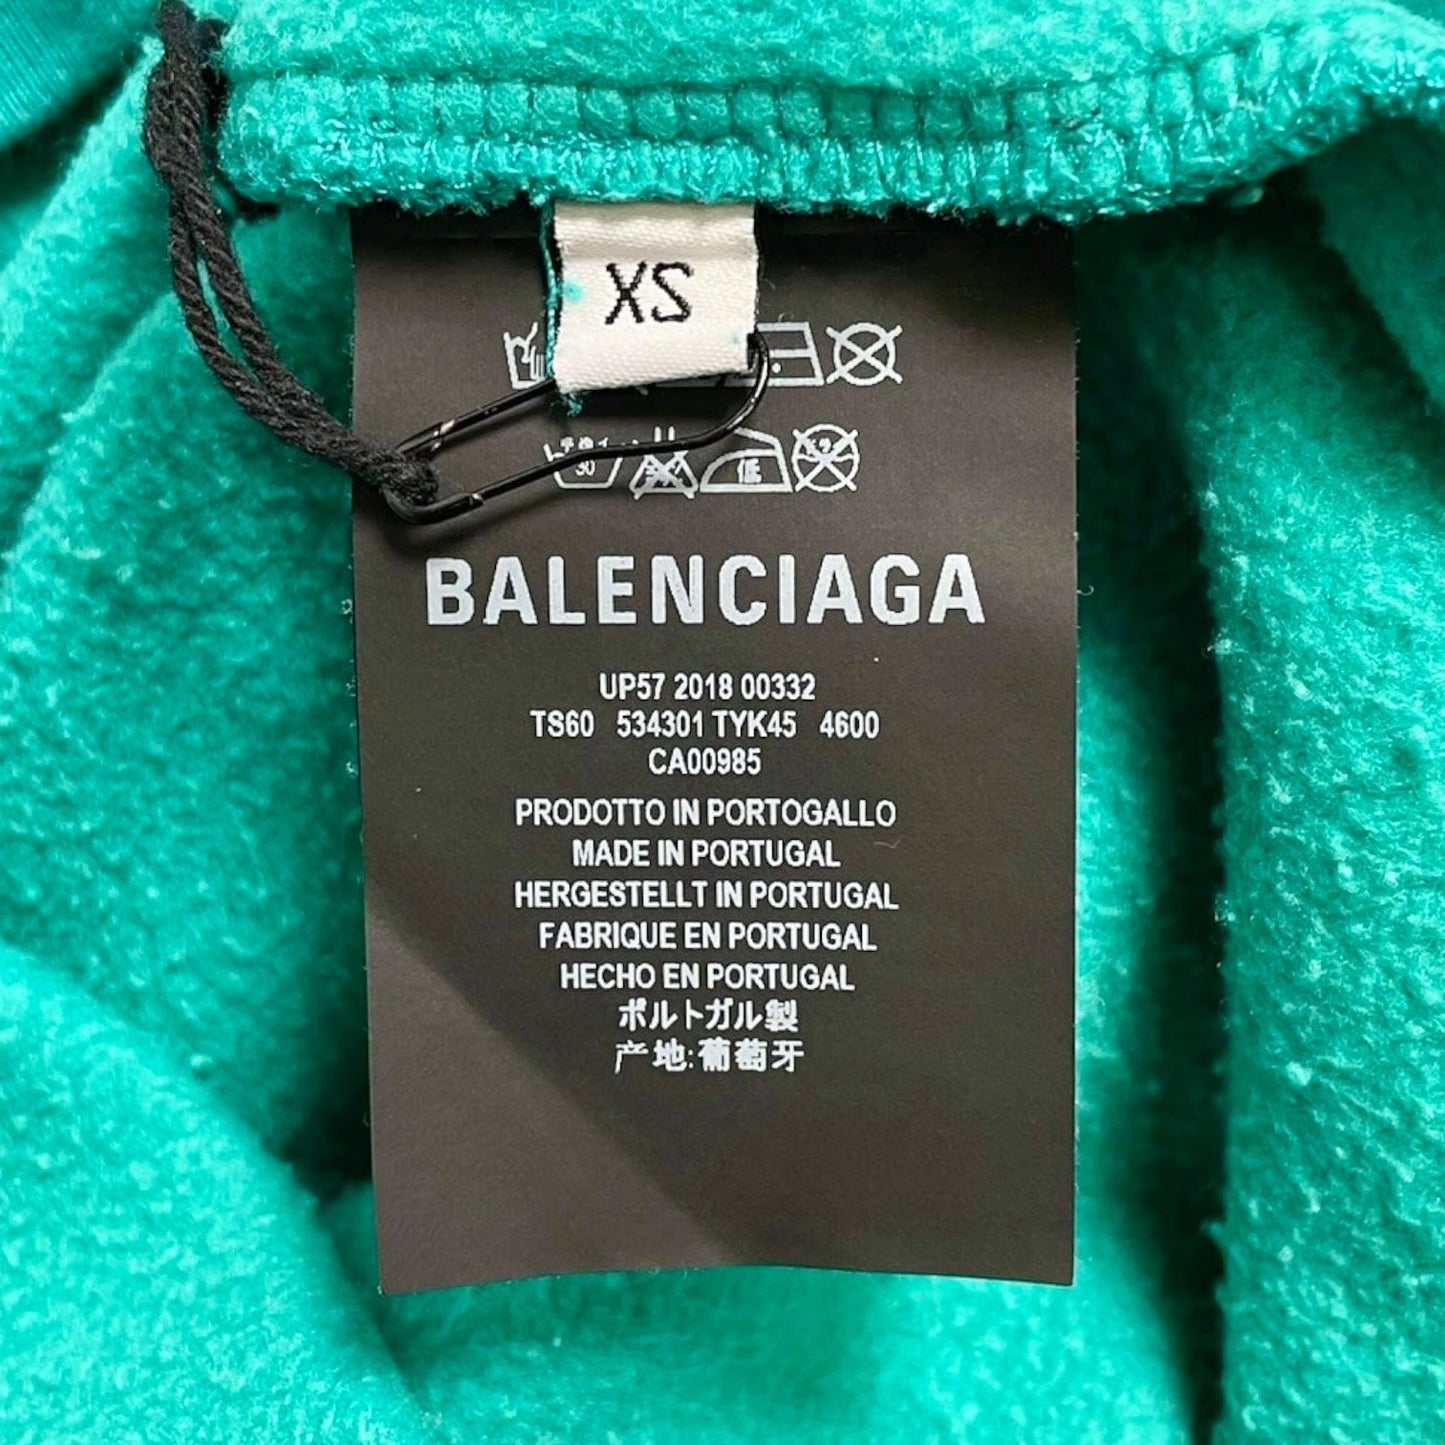 XS
30
BALENCIAGA
UP57 2018 00332
TS60 534301 TYK45 4600
CA00985
PRODOTTO IN PORTOGALLO
MADE IN PORTUGAL
HERGESTELLT IN PORTUGAL
FABRIQUE EN PORTUGAL
HECHO EN PORTUGAL
ポルトガル製
产地:葡萄牙